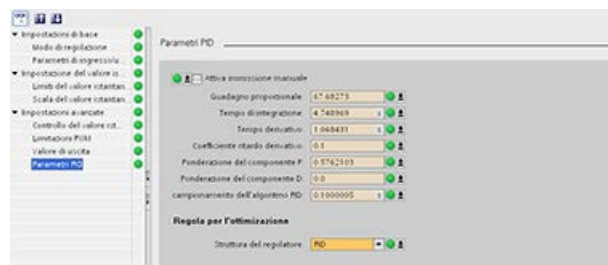 Impostazioni di base
Modo di regolazione
Parametri di ingresso/u...
Impostazione del valore is...
Limiti del valore istantan...
Scala del valore istantan...
Impostazioni avanzate
Controllo del valore ist...
Limitazioni PWM
Valore di uscita
Parametri PID
Parametri PID
Attiva immissione manuale
Guadagno proporzionale: 67.68273
Tempo di integrazione: 4.748969 s
Tempo derivativo: 1.068431 s
Coefficiente ritardo derivativo: 0.1
Ponderazione del componente P: 0.5762103
Ponderazione del componente D: 0.0
campionamento dell'algoritmo PID: 0.1000005 s
Regola per l'ottimizzazione
Struttura del regolatore: PID